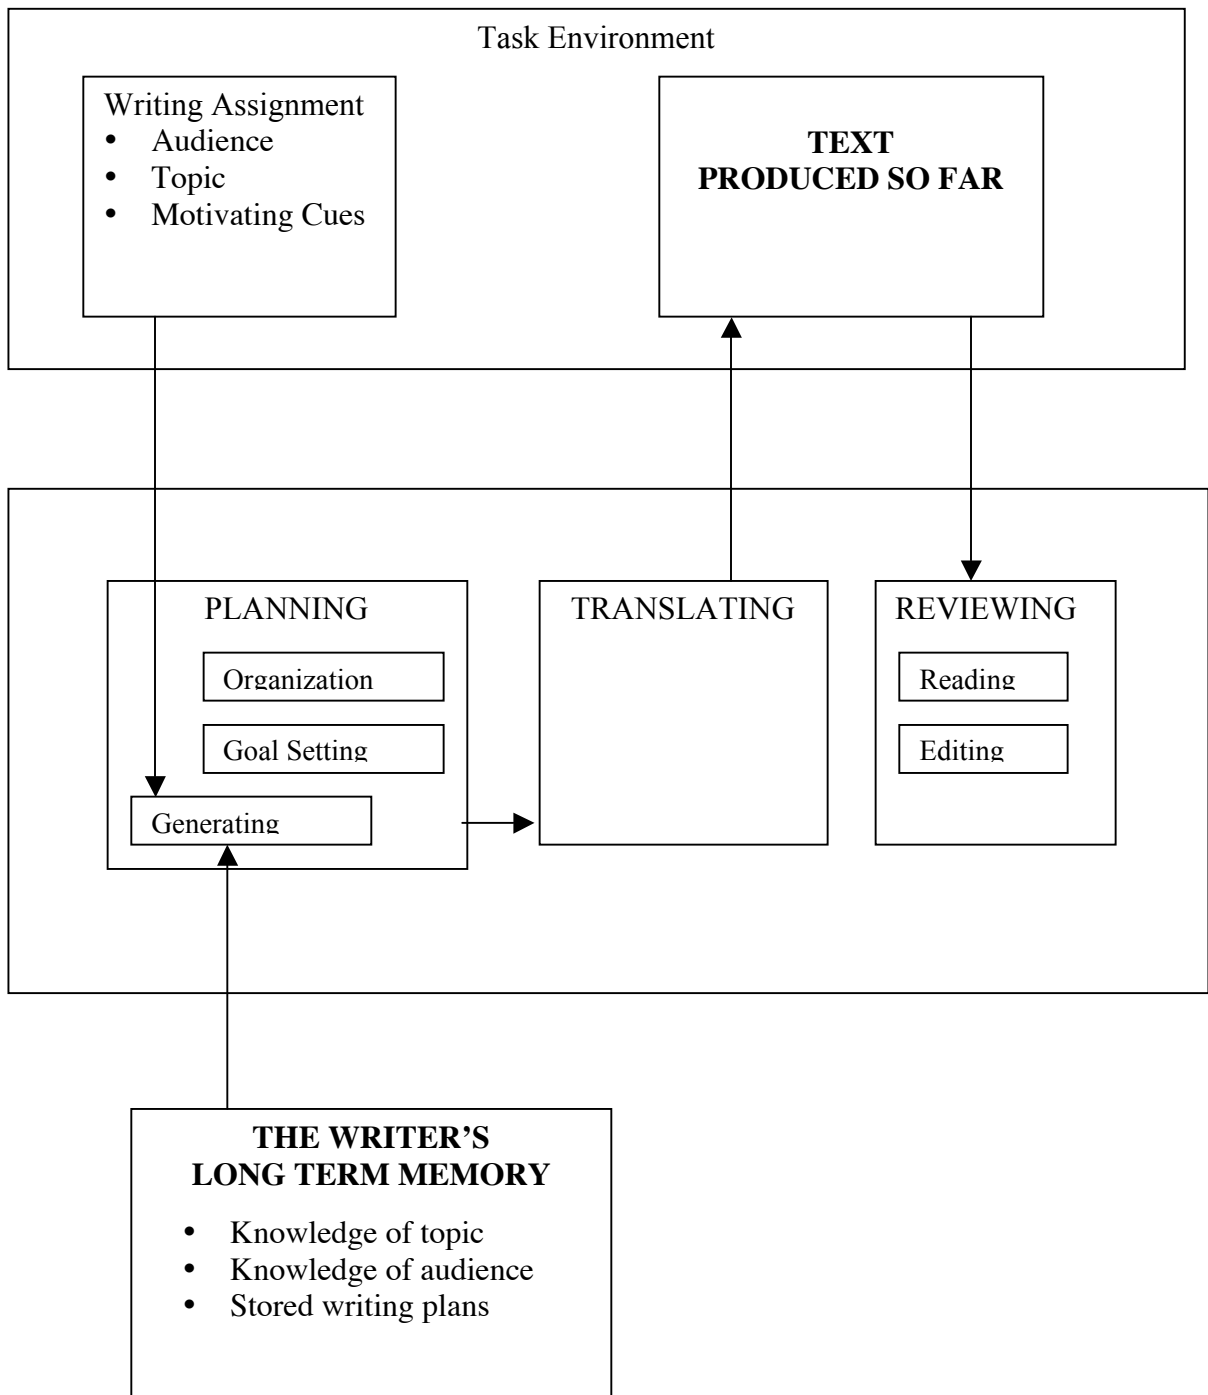 Task Environment
Writing Assignment
• Audience
• Topic
• Motivating Cues
TEXT
PRODUCED SO FAR
PLANNING
Organization
Goal Setting
Generating
TRANSLATING
REVIEWING
Reading
Editing
THE WRITER’S
LONG TERM MEMORY
• Knowledge of topic
• Knowledge of audience
• Stored writing plans